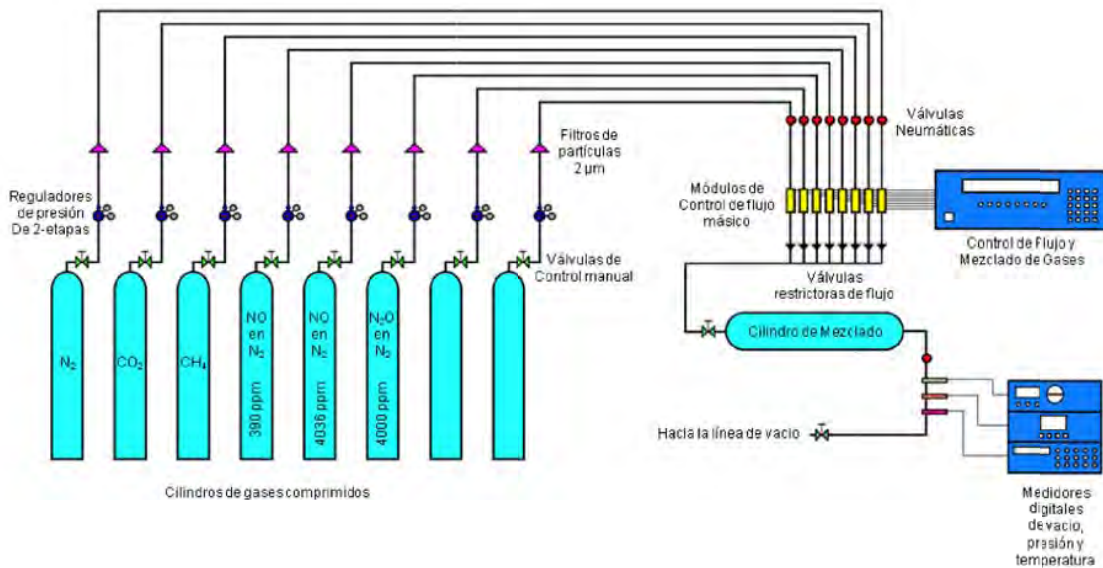 Válvulas
Neumáticas
Filtros de
partículas
2 µm
Reguladores
de presión
De 2-etapas
Módulos de
Control de flujo
másico
Control de Flujo y
Mezclado de Gases
Válvulas de
Control manual
Válvulas
restrictoras de flujo
N₂
CO₂
CH₄
NO
en
N₂
390 ppm
NO
en
N₂
4036 ppm
N₂O
en
N₂
4000 ppm
Cilindro de Mezclado
Hacia la línea de vacio
Cilindros de gases comprimidos
Medidores
digitales
de vacio,
presión y
temperatura